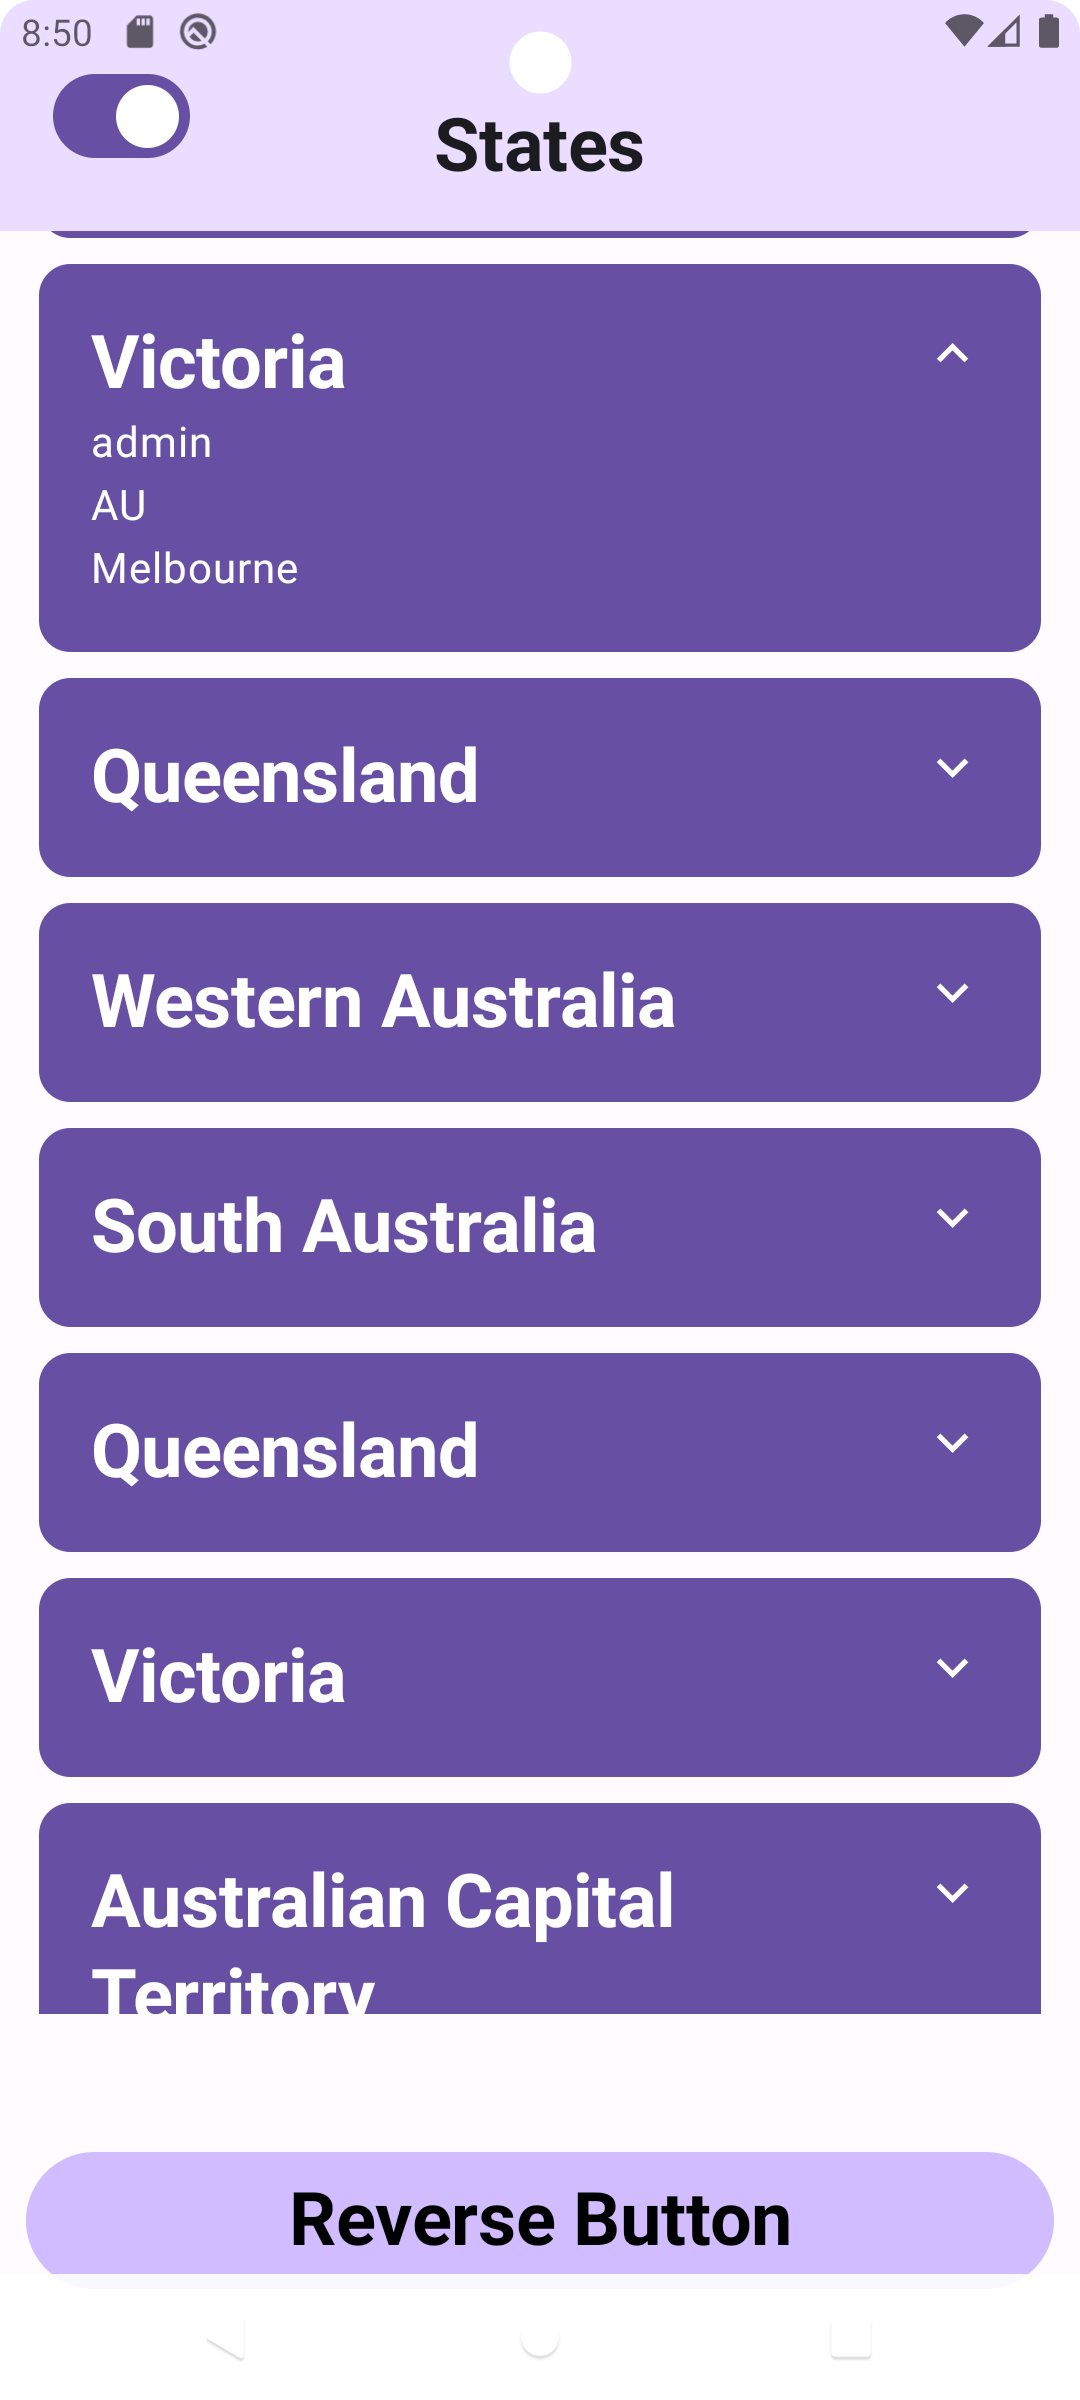 8:50
States
Victoria
admin
AU
Melbourne
Queensland
Western Australia
South Australia
Queensland
Victoria
Australian Capital
Territory
Reverse Button